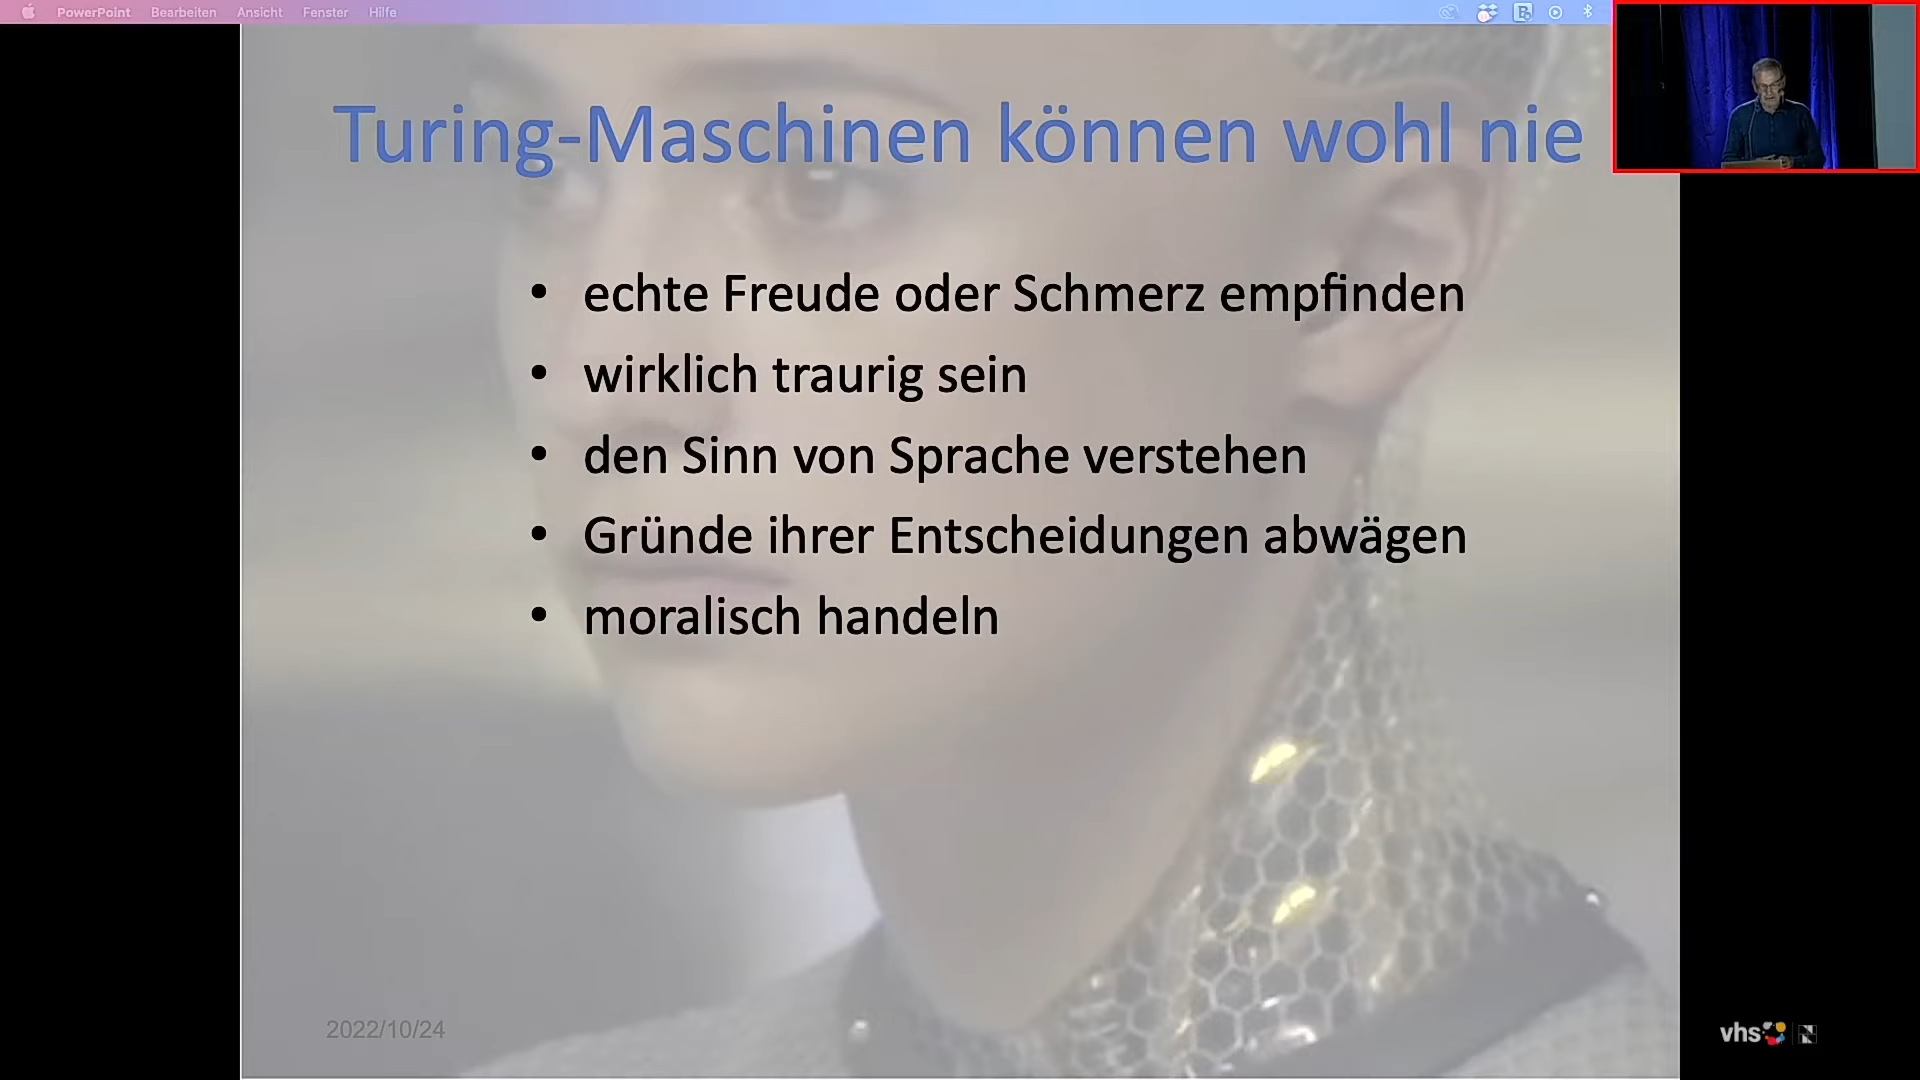 PowerPoint Bearbeiten Ansicht Fenster Hilfe
Turing-Maschinen können wohl nie
• echte Freude oder Schmerz empfinden
• wirklich traurig sein
• den Sinn von Sprache verstehen
• Gründe ihrer Entscheidungen abwägen
• moralisch handeln
2022/10/24
vhs